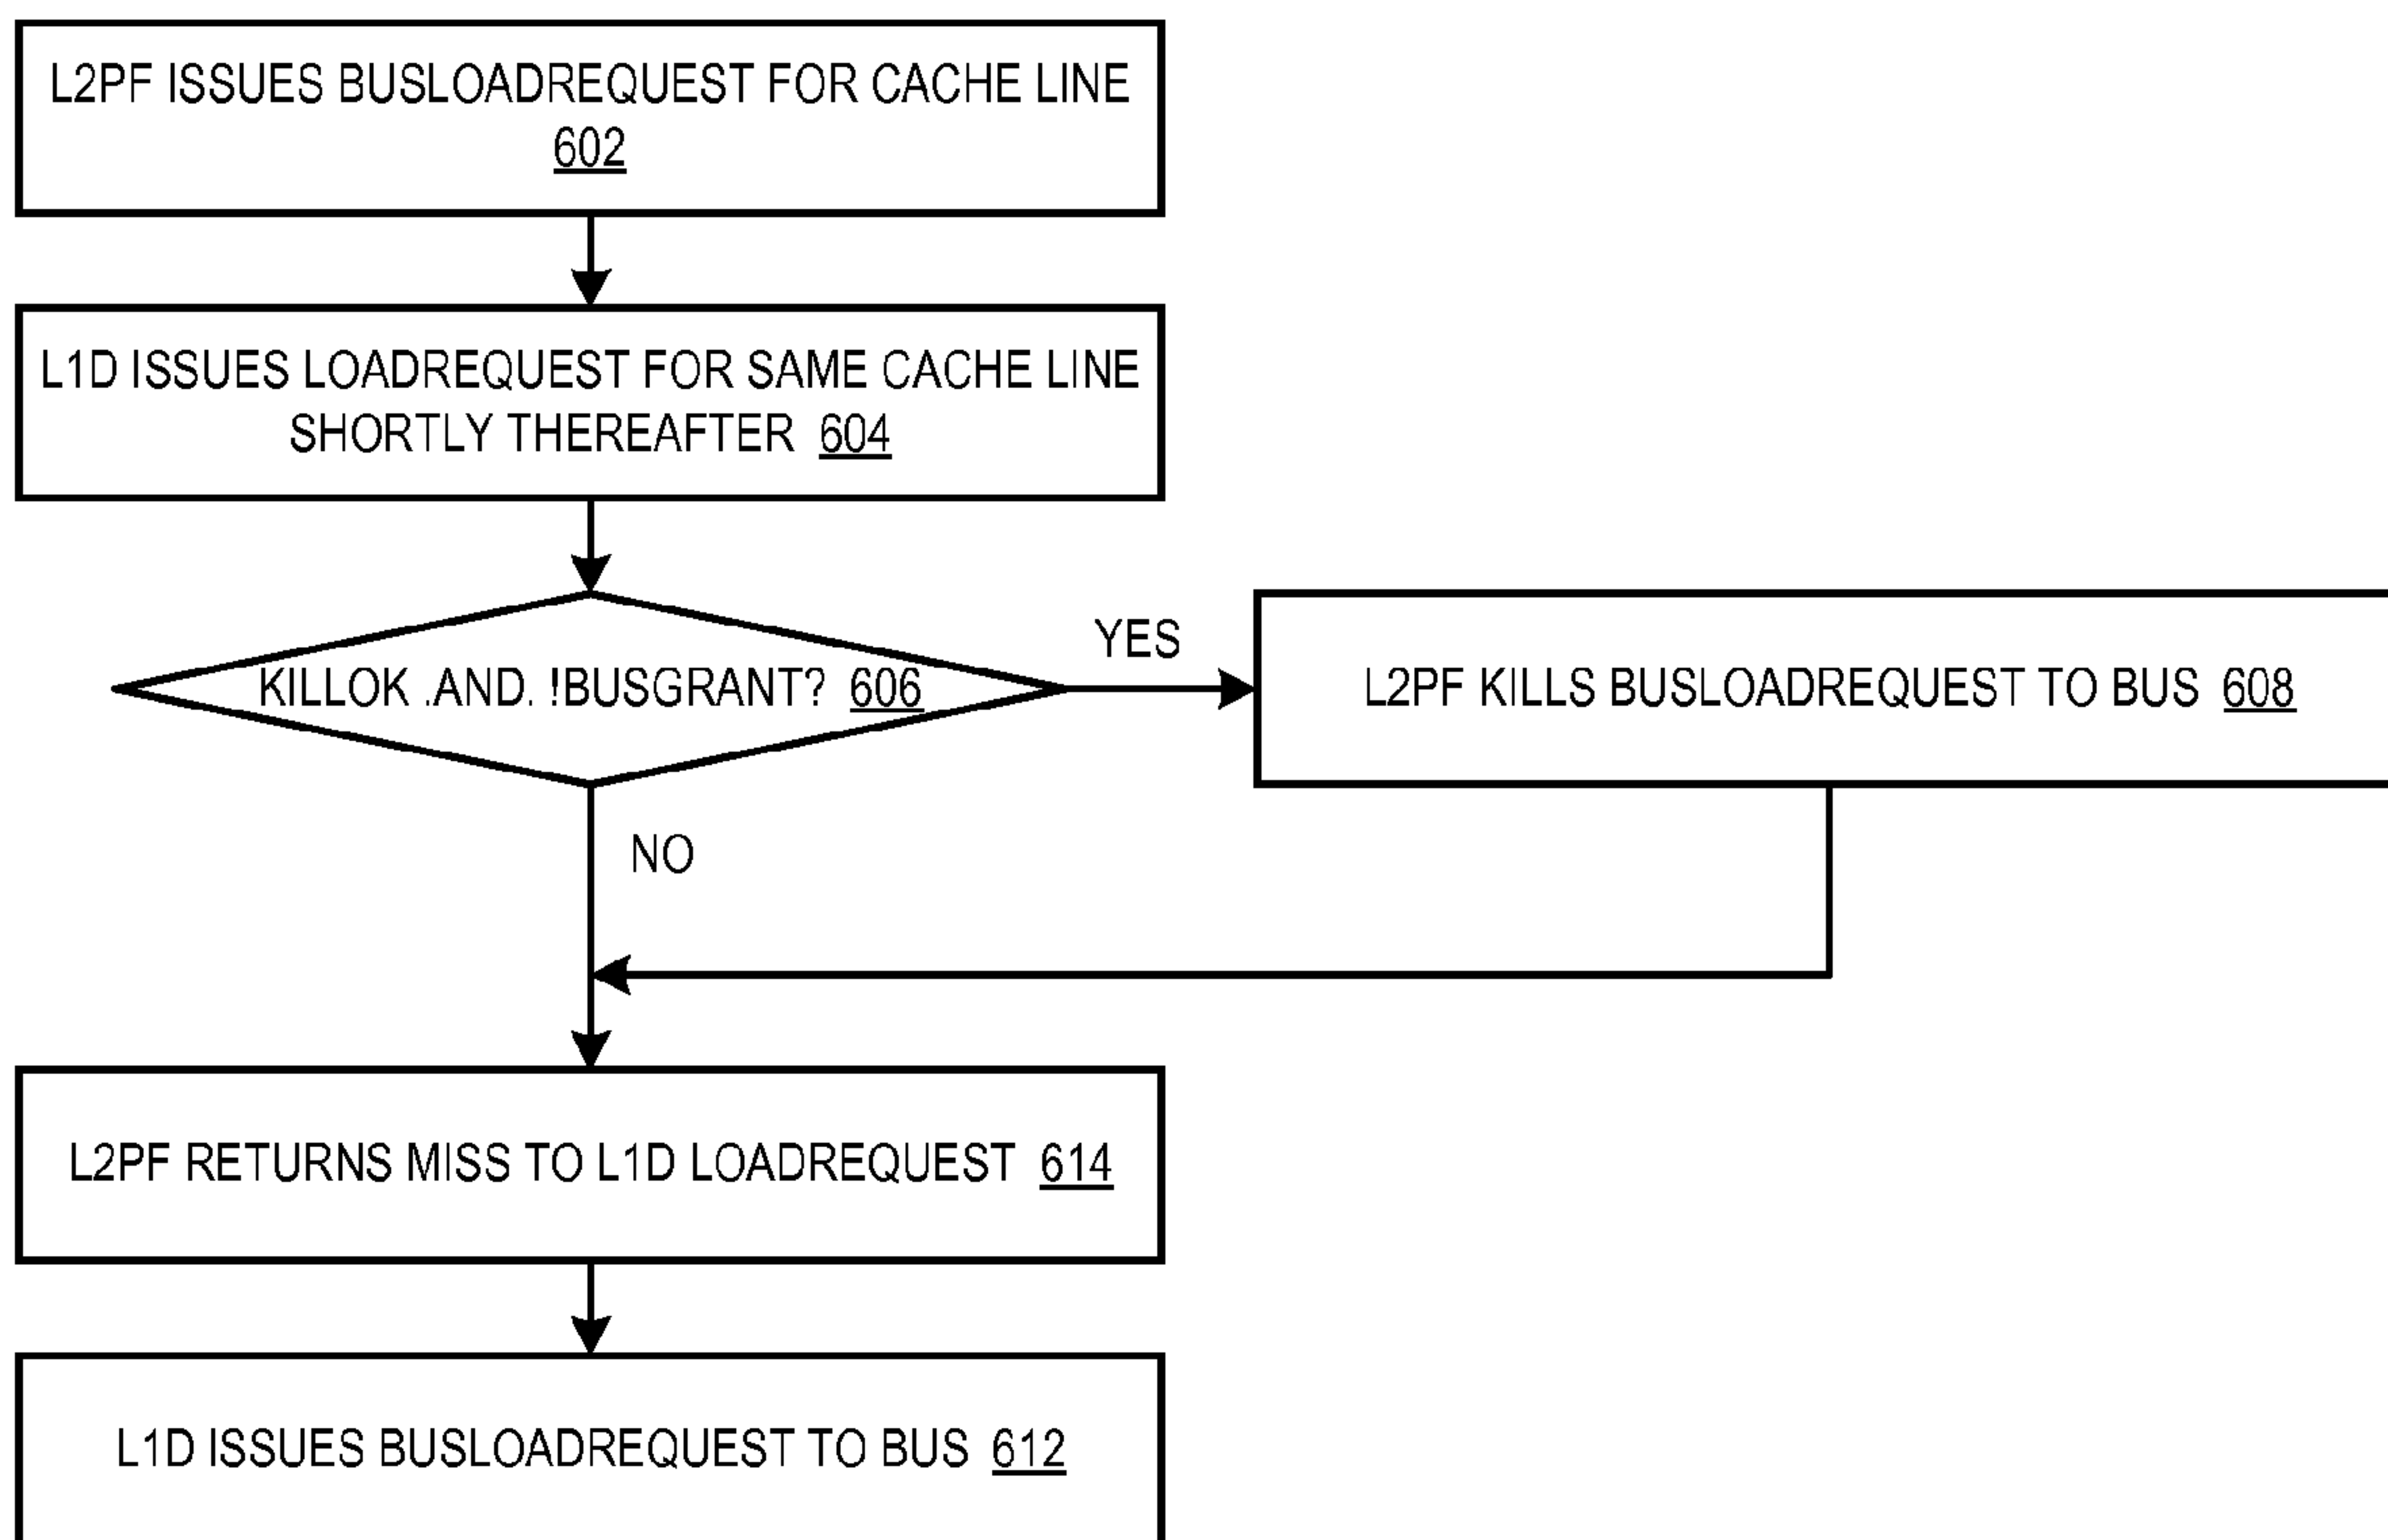 L2PF ISSUES BUSLOADREQUEST FOR CACHE LINE
602
L1D ISSUES LOADREQUEST FOR SAME CACHE LINE
SHORTLY THEREAFTER 604
KILLOK .AND. !BUSGRANT? 606
YES
L2PF KILLS BUSLOADREQUEST TO BUS 608
NO
L2PF RETURNS MISS TO L1D LOADREQUEST 614
L1D ISSUES BUSLOADREQUEST TO BUS 612